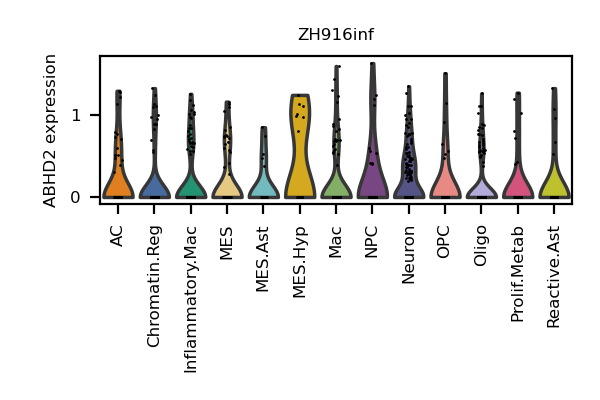 ZH916inf
ABHD2 expression
1
0
AC
Chromatin.Reg
Inflammatory.Mac
MES
MES.Ast
MES.Hyp
Mac
NPC
Neuron
OPC
Oligo
Prolif.Metab
Reactive.Ast